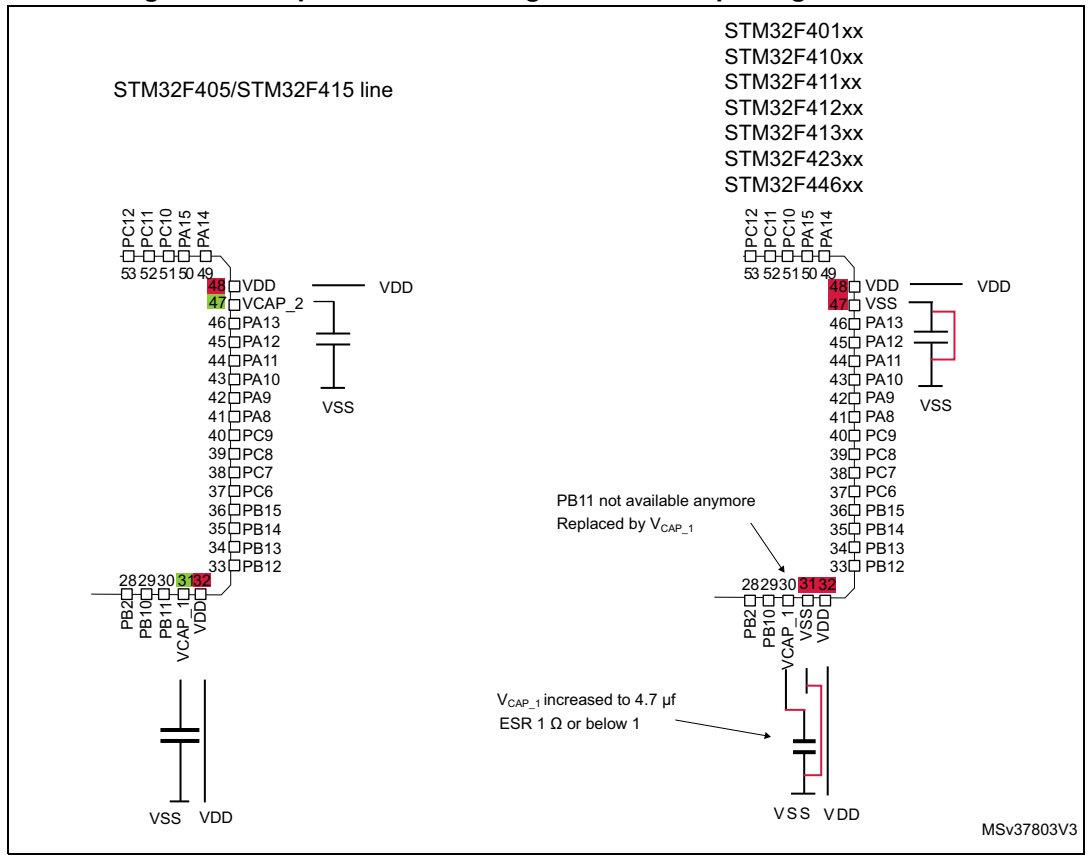 STM32F405/STM32F415 line
PC12
PC11
PC10
PA15
PA14
53 52 51 50 49
48 VDD
VDD
47 VCAP_2
46 PA13
45 PA12
44 PA11
43 PA10
42 PA9
VSS
41 PA8
40 PC9
39 PC8
38 PC7
37 PC6
36 PB15
35 PB14
34 PB13
33 PB12
28 29 30 31 32
PB2
PB10
PB11
VCAP_1
VDD
VSS VDD
STM32F401xx
STM32F410xx
STM32F411xx
STM32F412xx
STM32F413xx
STM32F423xx
STM32F446xx
PC12
PC11
PC10
PA15
PA14
53 52 51 50 49
48 VDD
VDD
47 VSS
46 PA13
45 PA12
44 PA11
43 PA10
42 PA9
VSS
41 PA8
40 PC9
39 PC8
38 PC7
37 PC6
36 PB15
35 PB14
34 PB13
33 PB12
PB11 not available anymore
Replaced by VCAP_1
28 29 30 31 32
PB2
PB10
VCAP_1
VSS
VDD
VCAP_1 increased to 4.7 µf
ESR 1 Ω or below 1
VSS VDD
MSv37803V3